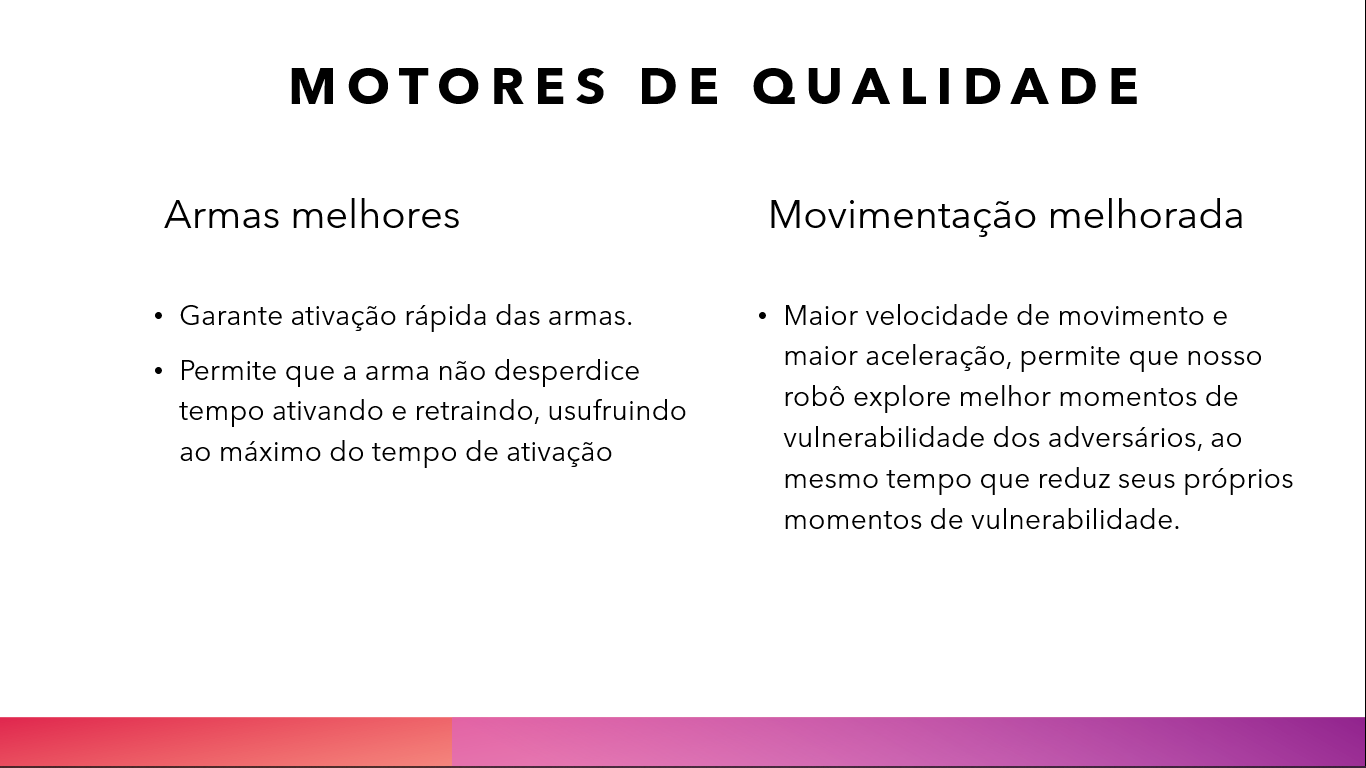 MOTORES DE QUALIDADE
Armas melhores
• Garante ativação rápida das armas.
• Permite que a arma não desperdice
tempo ativando e retraindo, usufruindo
ao máximo do tempo de ativação
Movimentação melhorada
• Maior velocidade de movimento e
maior aceleração, permite que nosso
robô explore melhor momentos de
vulnerabilidade dos adversários, ao
mesmo tempo que reduz seus próprios
momentos de vulnerabilidade.